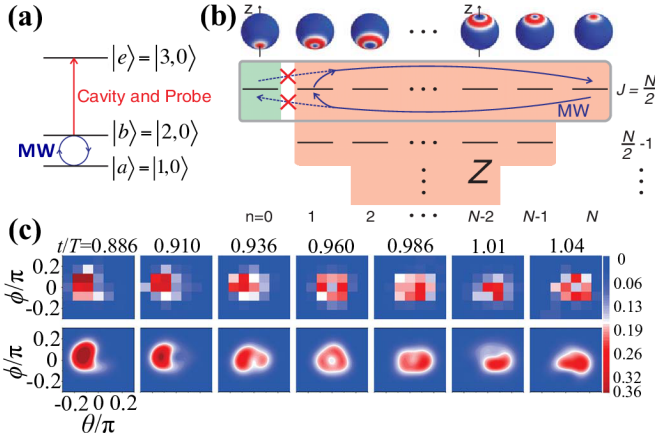 (a)
|e⟩=|3,0⟩
Cavity and Probe
|b⟩=|2,0⟩
MW
|a⟩=|1,0⟩
(b)
z
...
z
MW
J = N/2
...
N/2 -1
Z
n=0 1 2 ... N-2 N-1 N
(c)
t/T=0.886 0.910 0.936 0.960 0.986 1.01 1.04
ϕ/π
0.2
0
-0.2
ϕ/π
0.2
0
-0.2
-0.2 0 0.2
θ/π
0
0.06
0.13
0.19
0.26
0.32
0.36